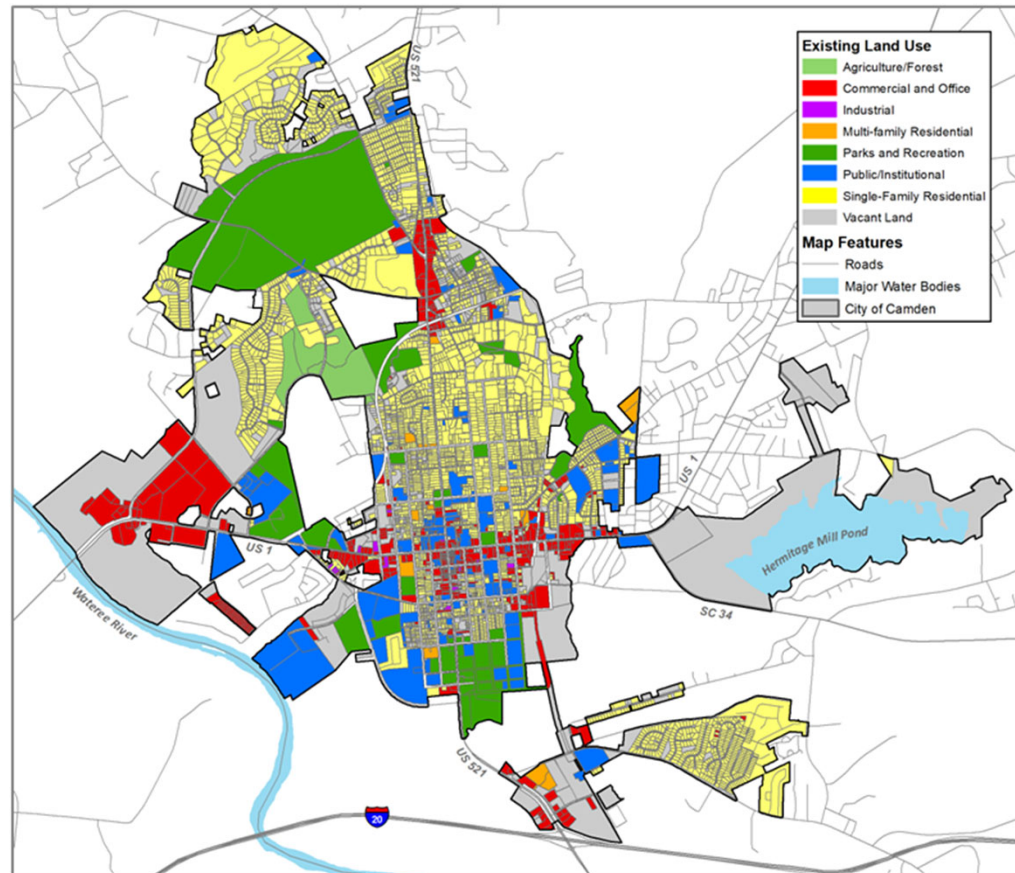 US 521
Existing Land Use
Agriculture/Forest
Commercial and Office
Industrial
Multi-family Residential
Parks and Recreation
Public/Institutional
Single-Family Residential
Vacant Land
Map Features
Roads
Major Water Bodies
City of Camden
US 1
Hermitage Mill Pond
US 1
Wateree River
SC 34
US 521
20